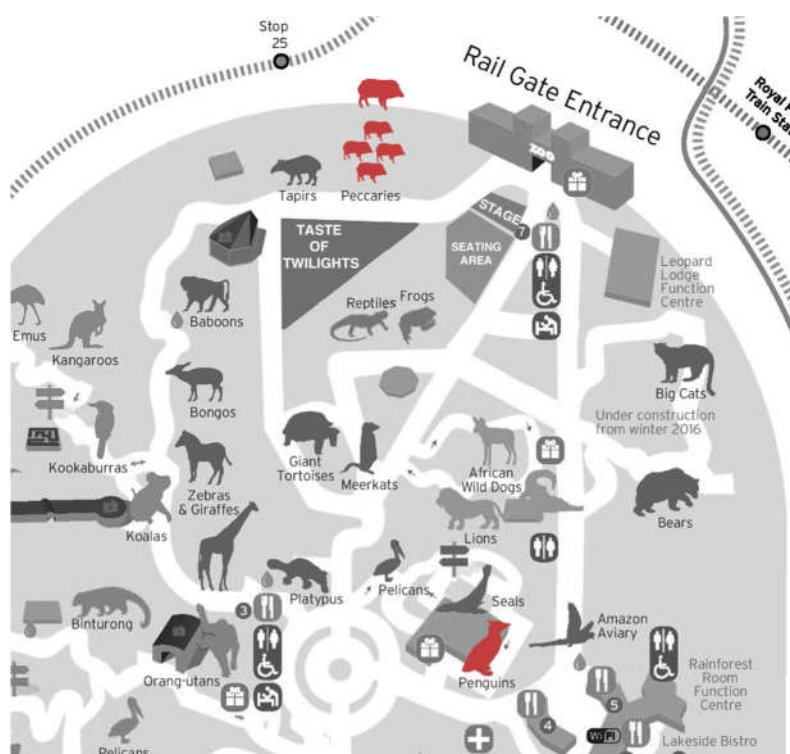 Stop
25
Rail Gate Entrance
ZOO
Tapirs
Peccaries
STAGE
7
TASTE
OF
TWILIGHTS
SEATING
AREA
Leopard
Lodge
Function
Centre
Emus
Kangaroos
Baboons
Reptiles
Frogs
Big Cats
Under construction
from winter 2016
Bongos
Kookaburras
Zebras
& Giraffes
Giant
Tortoises
Meerkats
African
Wild Dogs
Lions
Bears
Koalas
Binturong
3
Platypus
Pelicans
Seals
Amazon
Aviary
Orang-utans
Penguins
Rainforest
Room
Function
Centre
5
4
WiFi
Lakeside Bistro
Pelicans